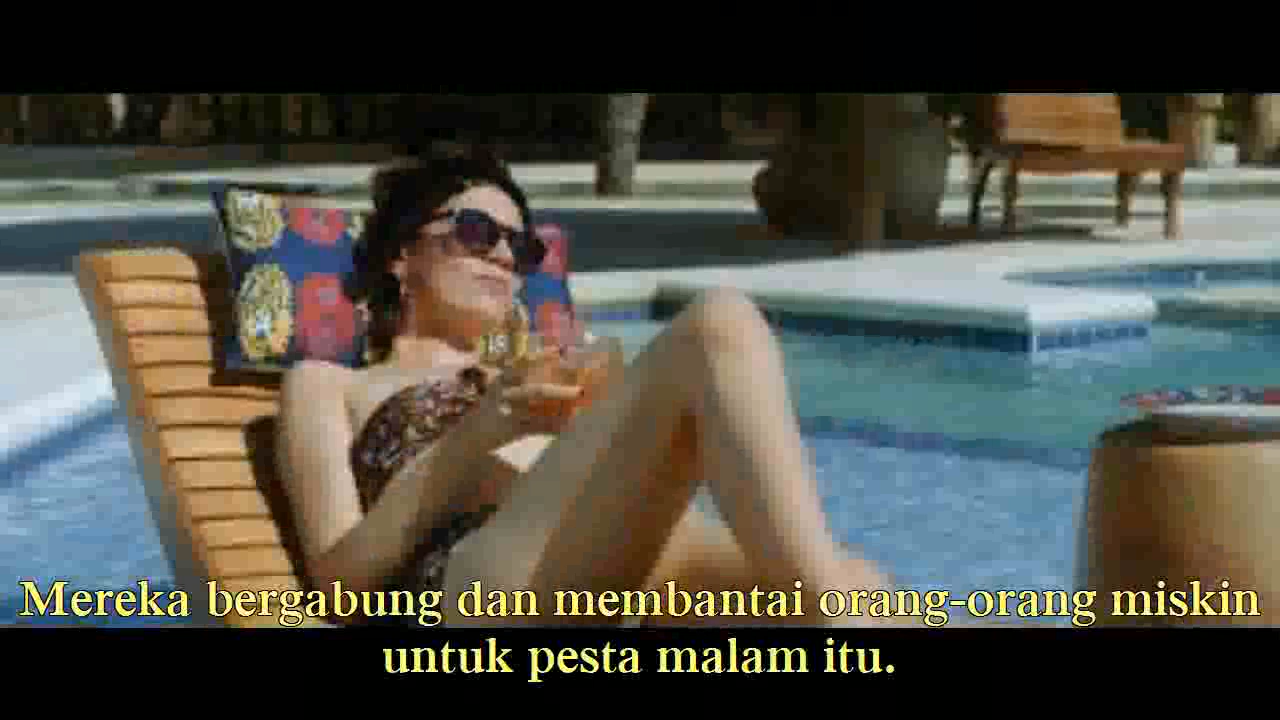 Mereka bergabung dan membantai orang-orang miskin
untuk pesta malam itu.